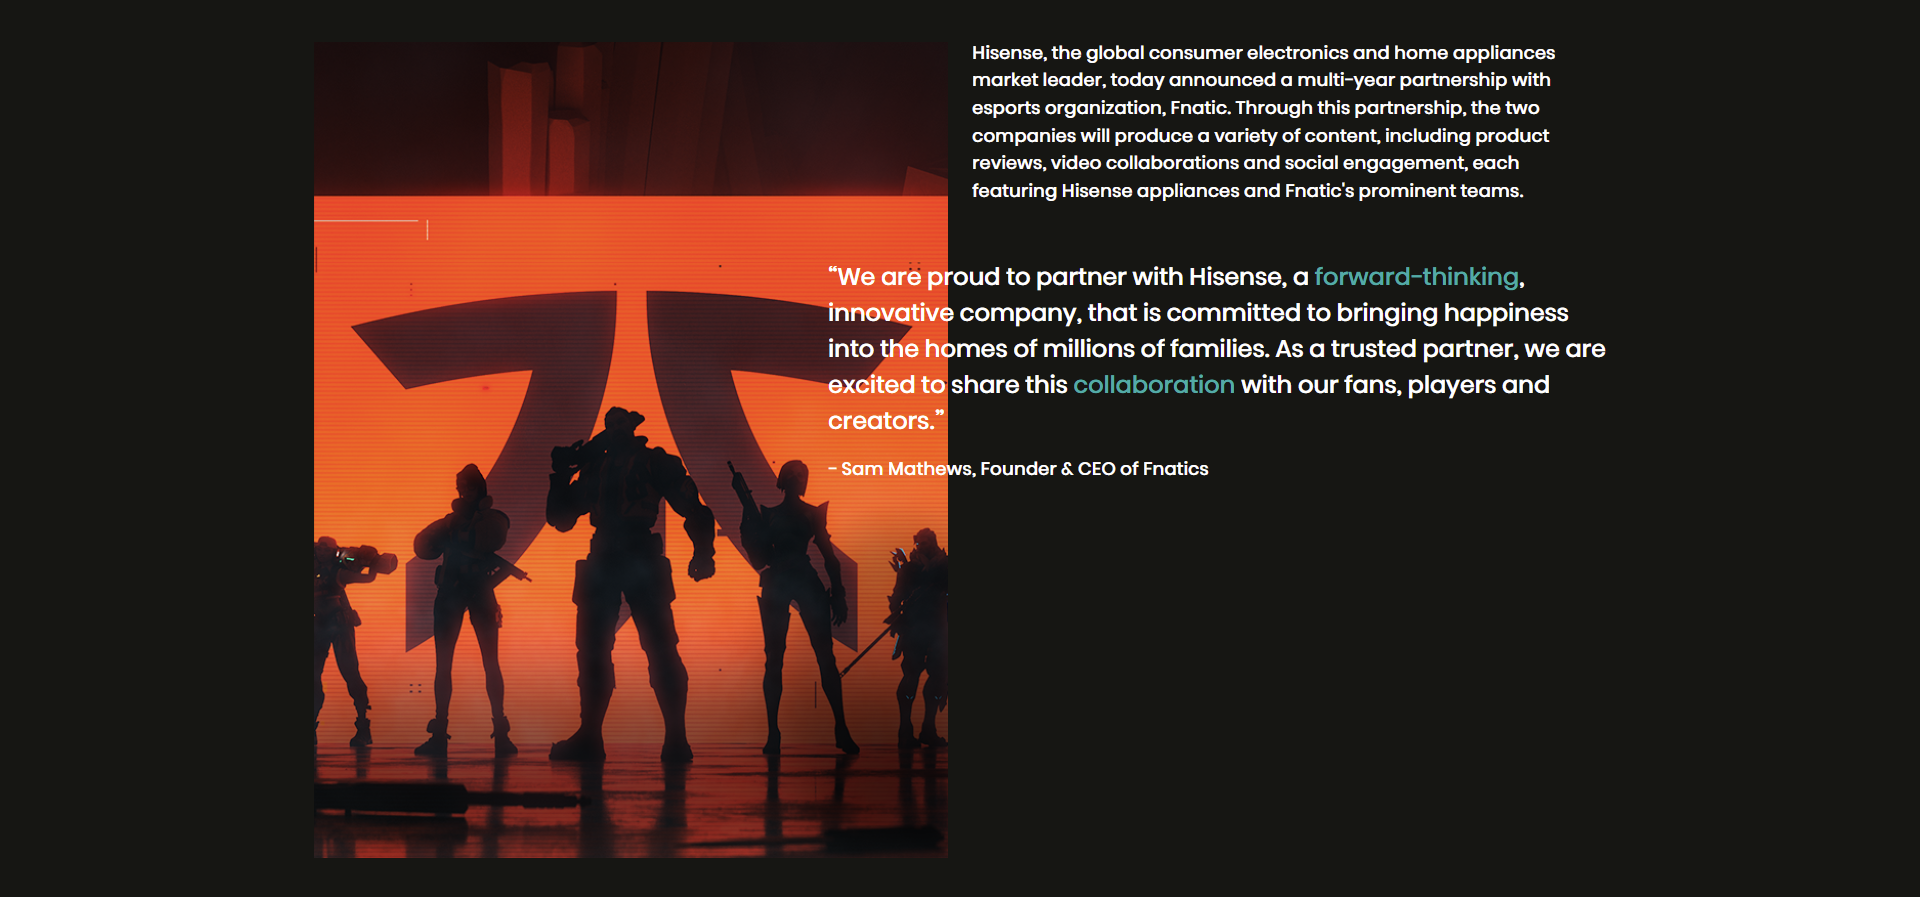 Hisense, the global consumer electronics and home appliances
market leader, today announced a multi-year partnership with
esports organization, Fnatic. Through this partnership, the two
companies will produce a variety of content, including product
reviews, video collaborations and social engagement, each
featuring Hisense appliances and Fnatic's prominent teams.
“We are proud to partner with Hisense, a forward-thinking,
innovative company, that is committed to bringing happiness
into the homes of millions of families. As a trusted partner, we are
excited to share this collaboration with our fans, players and
creators.”
- Sam Mathews, Founder & CEO of Fnatics